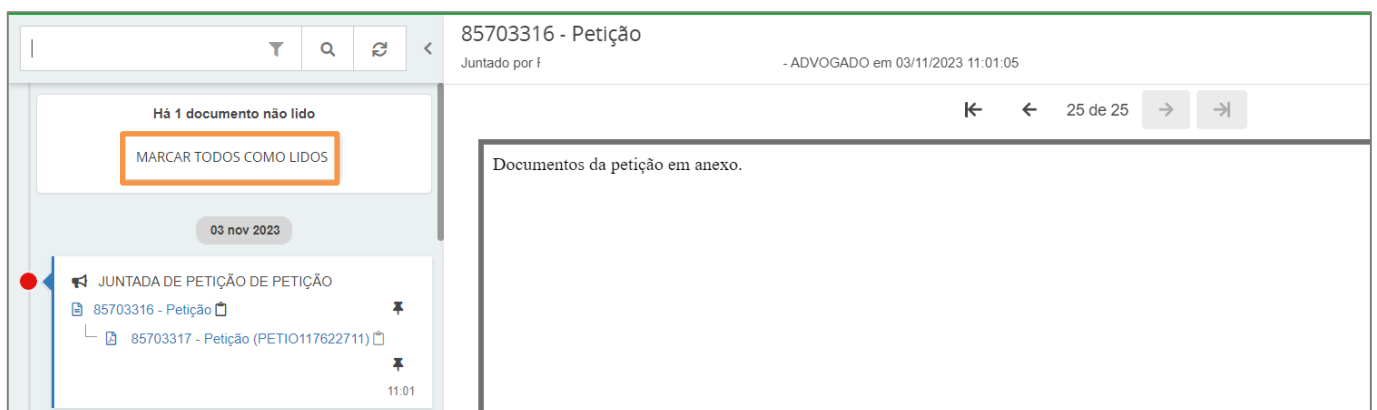 85703316 - Petição
Juntado por F - ADVOGADO em 03/11/2023 11:01:05
Há 1 documento não lido
MARCAR TODOS COMO LIDOS
25 de 25
Documentos da petição em anexo.
03 nov 2023
JUNTADA DE PETIÇÃO DE PETIÇÃO
85703316 - Petição
85703317 - Petição (PETIO117622711)
11:01